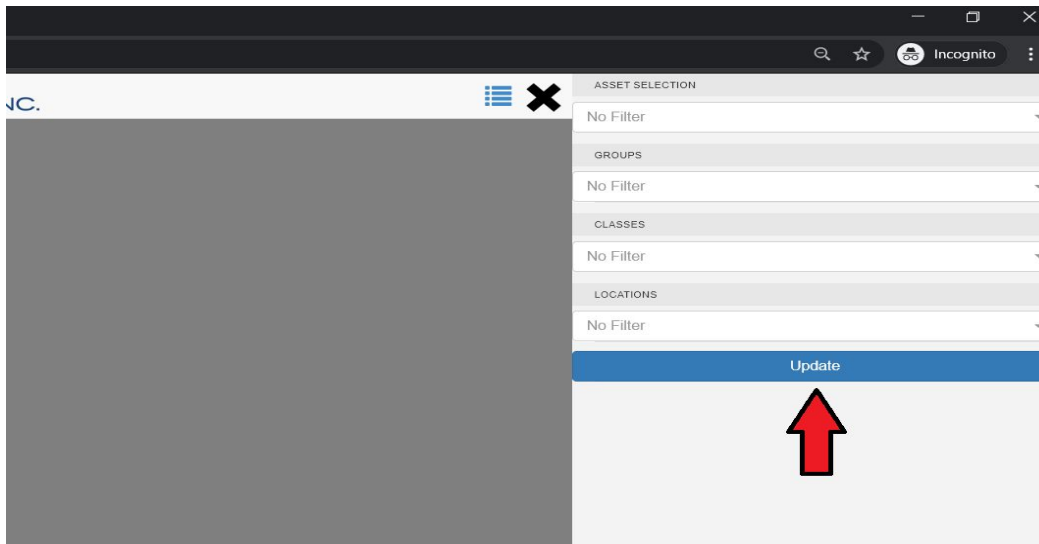 Incognito
NC.
ASSET SELECTION
No Filter
GROUPS
No Filter
CLASSES
No Filter
LOCATIONS
No Filter
Update